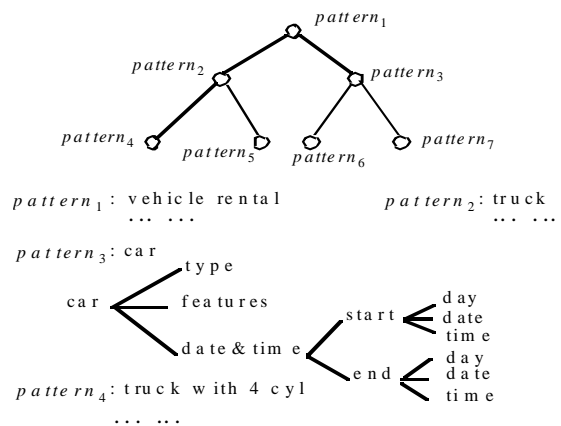 pattern1
pattern2 pattern3
pattern4 pattern5 pattern6 pattern7
pattern1: vehicle rental pattern2: truck
... ... ... ...
pattern3: car
type
car features
date & time
start day
date
time
end day
date
time
pattern4: truck with 4 cyl
... ...